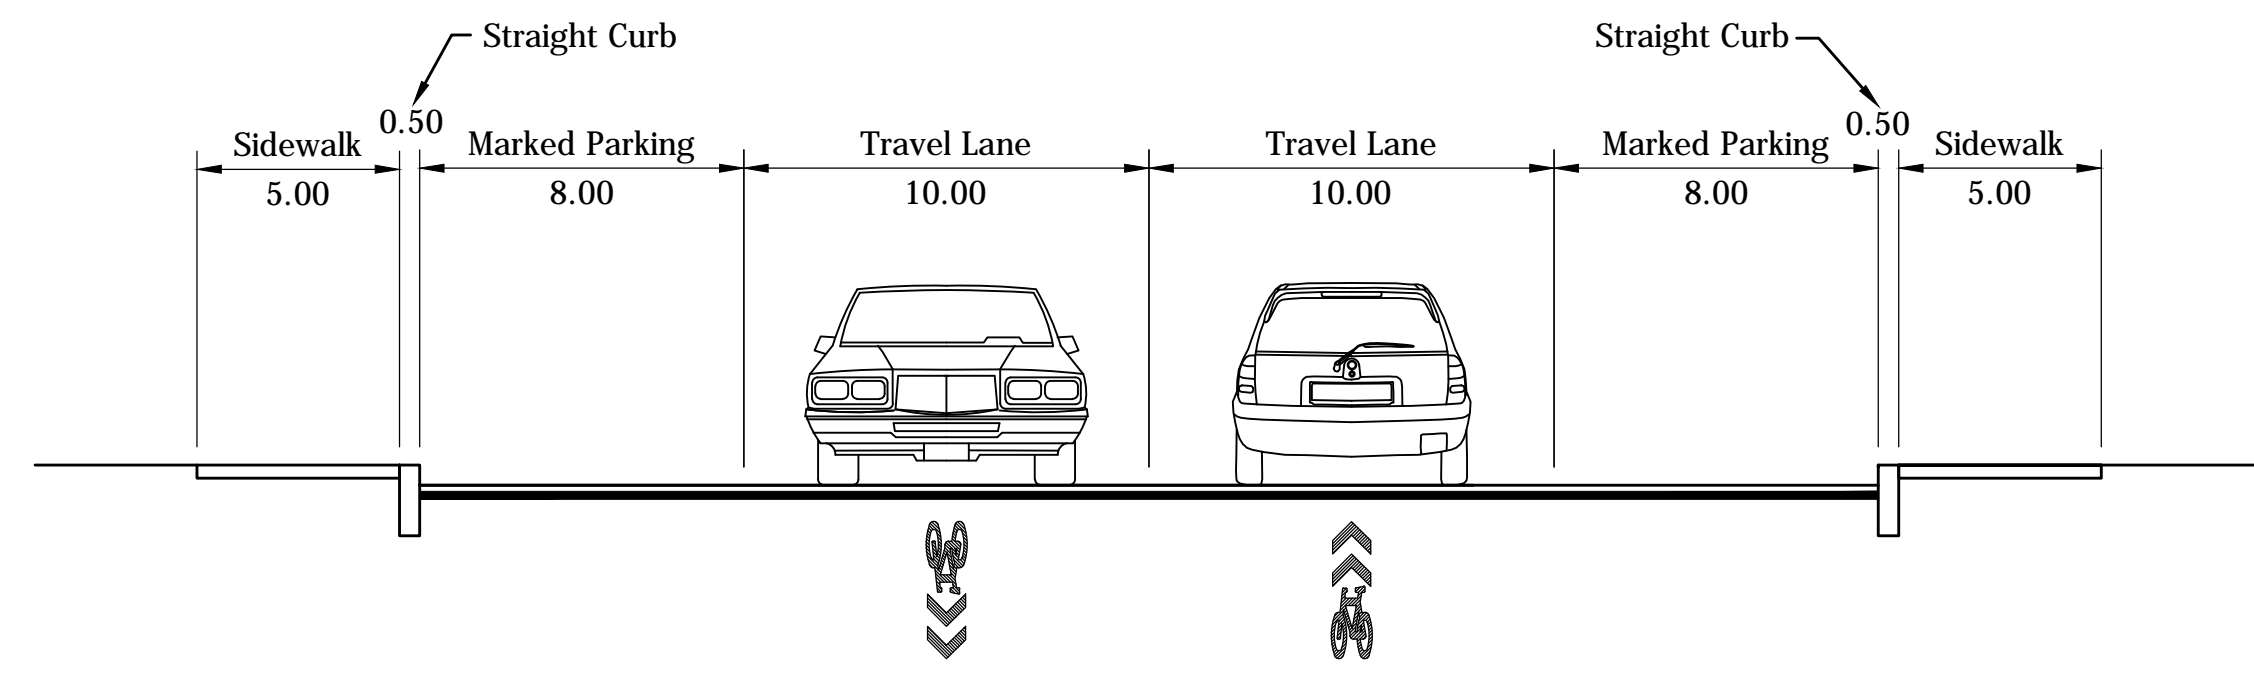 Straight Curb
Straight Curb
0.50
0.50
Sidewalk
Marked Parking
Travel Lane
Travel Lane
Marked Parking
Sidewalk
5.00
8.00
10.00
10.00
8.00
5.00